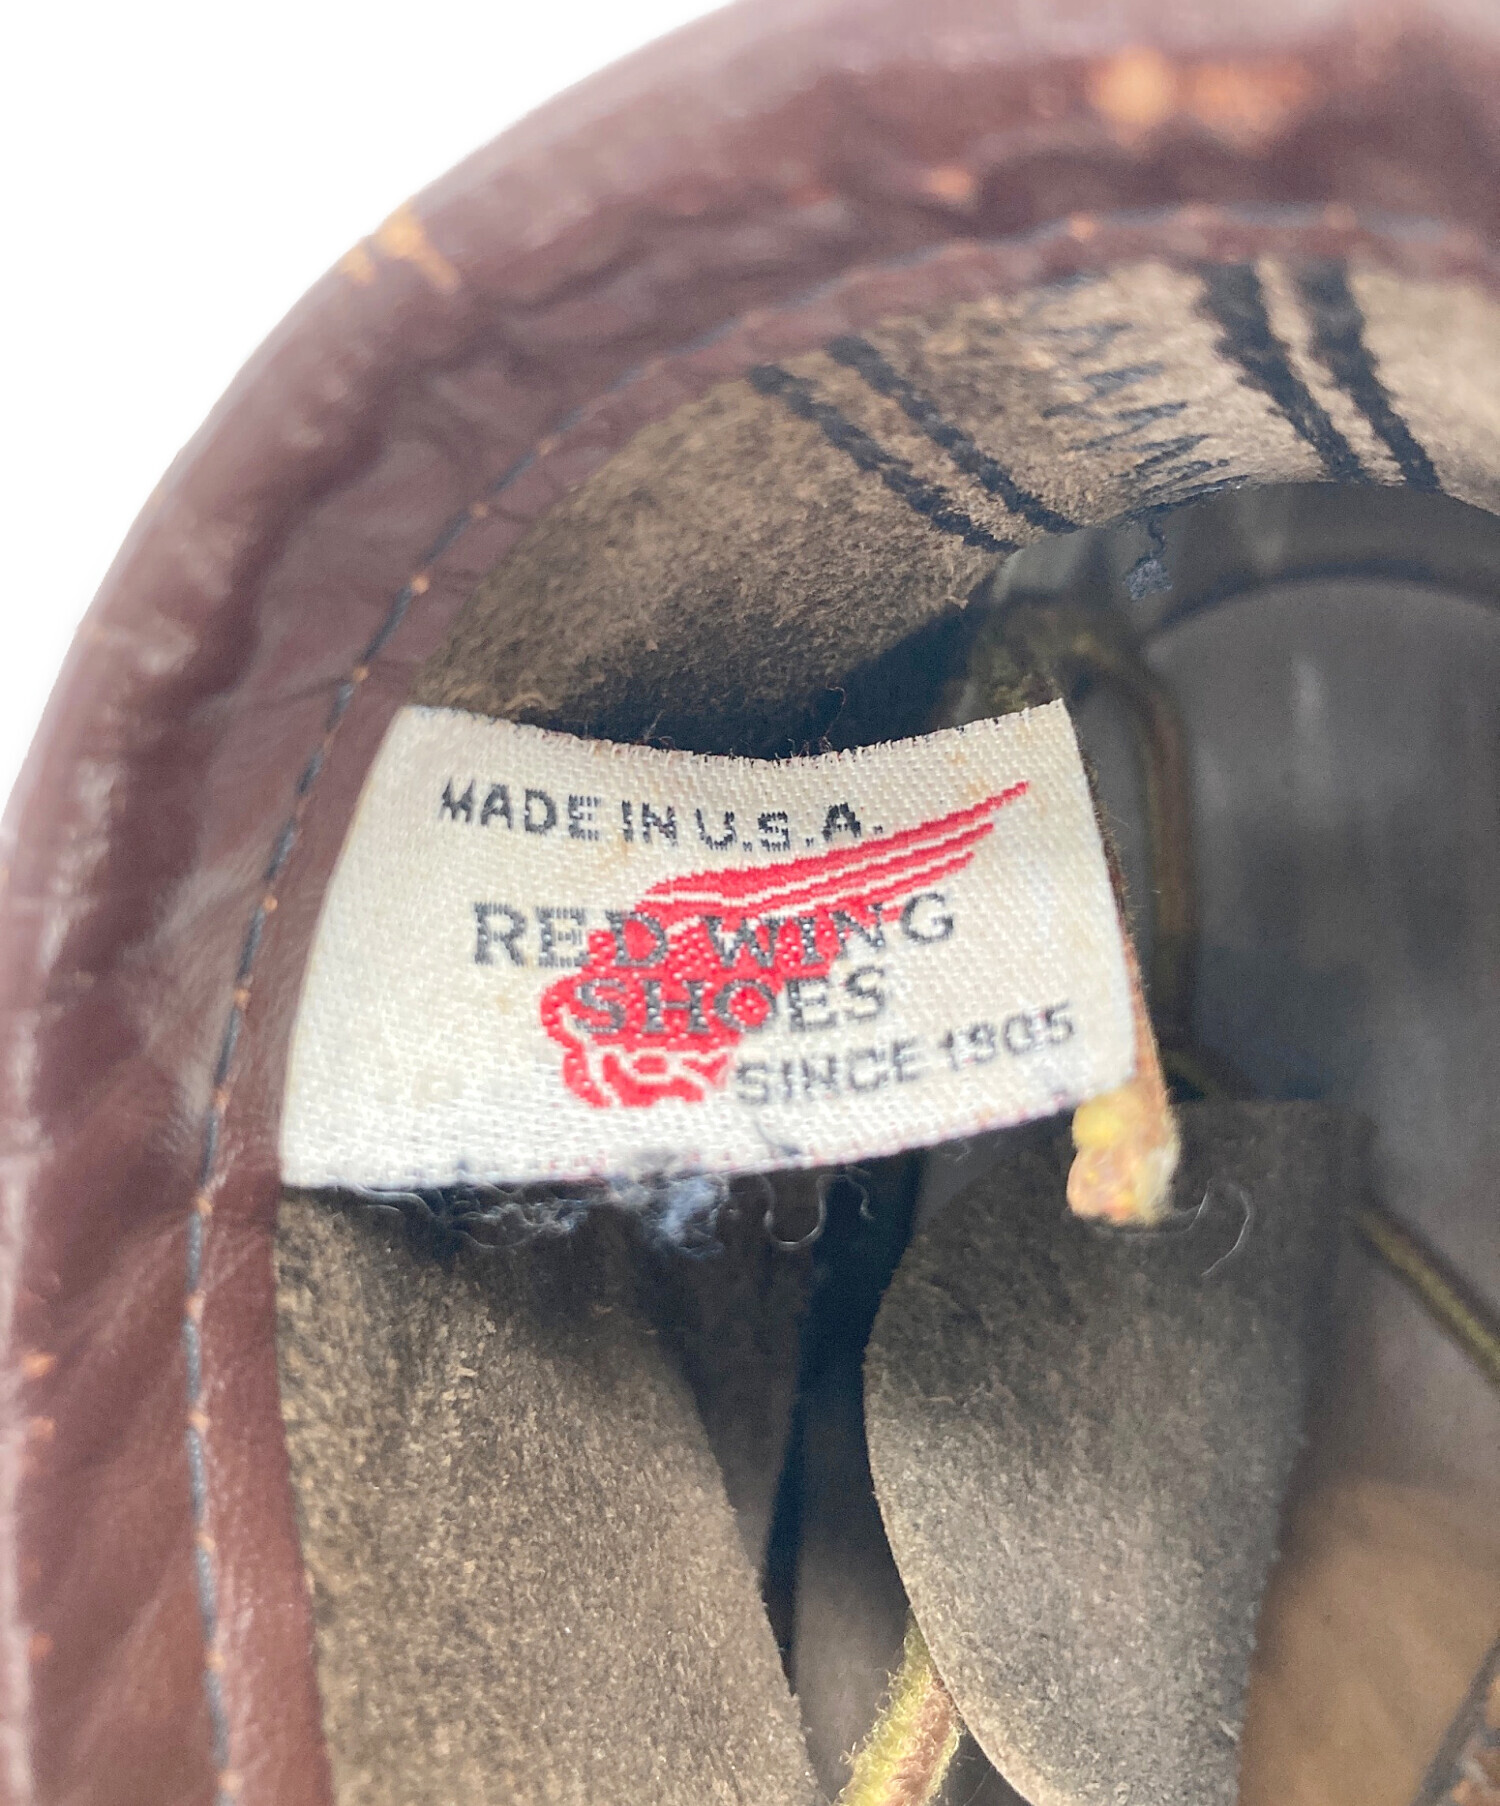 MADE IN U.S.A.
RED WING
SHOES
SINCE 1905